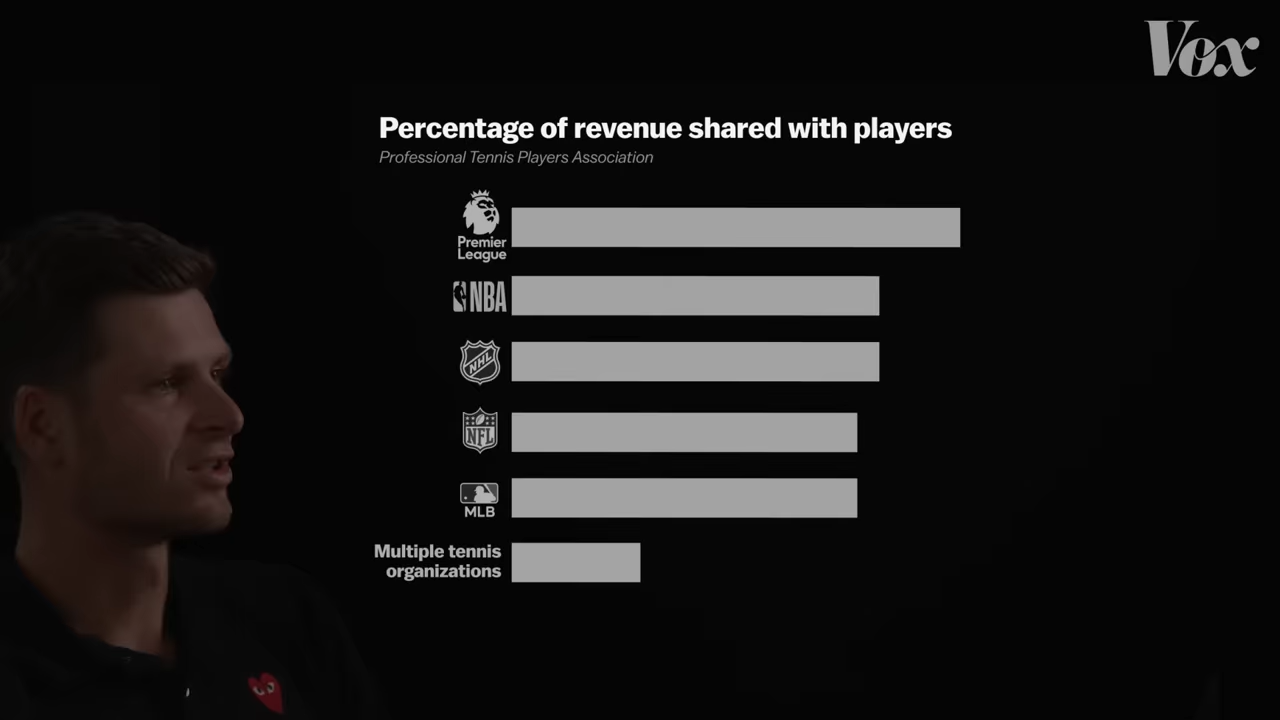 Vox
Percentage of revenue shared with players
Professional Tennis Players Association
Premier
League
NBA
NHL
NFL
MLB
Multiple tennis
organizations